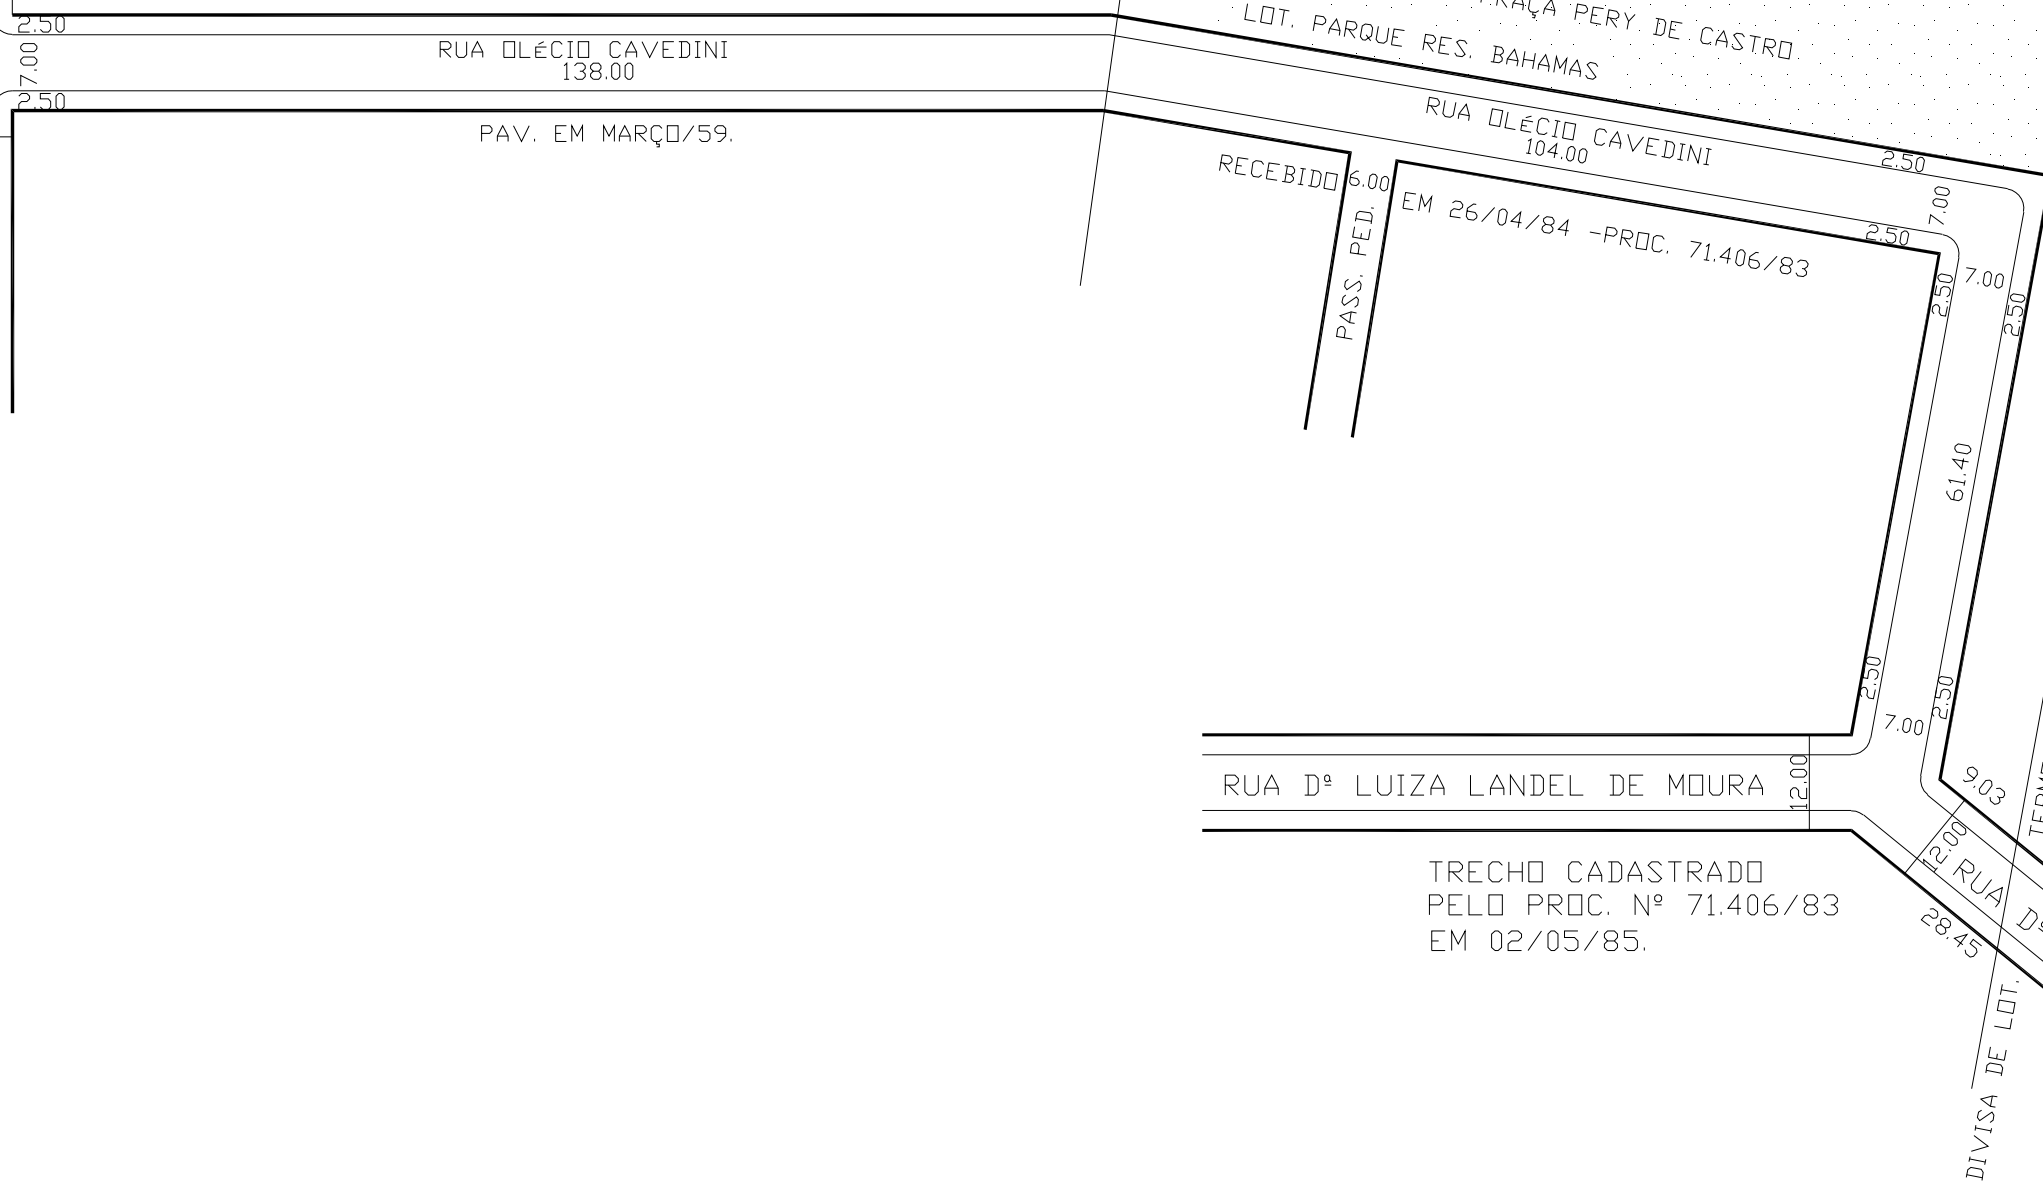 2.50
7.00
2.50
RUA OLÉCIO CAVEDINI
138.00
PAV. EM MARÇO/59.
PERY DE CASTRO
LOT. PARQUE RES. BAHAMAS
RUA OLÉCIO CAVEDINI
104.00
2.50
7.00
2.50
RECEBIDO
6.00
EM 26/04/84 -PROC. 71.406/83
PASS. PED.
2.50
7.00
2.50
61.40
2.50
7.00
2.50
RUA Dª LUIZA LANDEL DE MOURA
12.00
9.03
12.00
RUA Dª
28.45
TRECHO CADASTRADO
PELO PROC. Nº 71.406/83
EM 02/05/85.
DIVISA DE LOT.